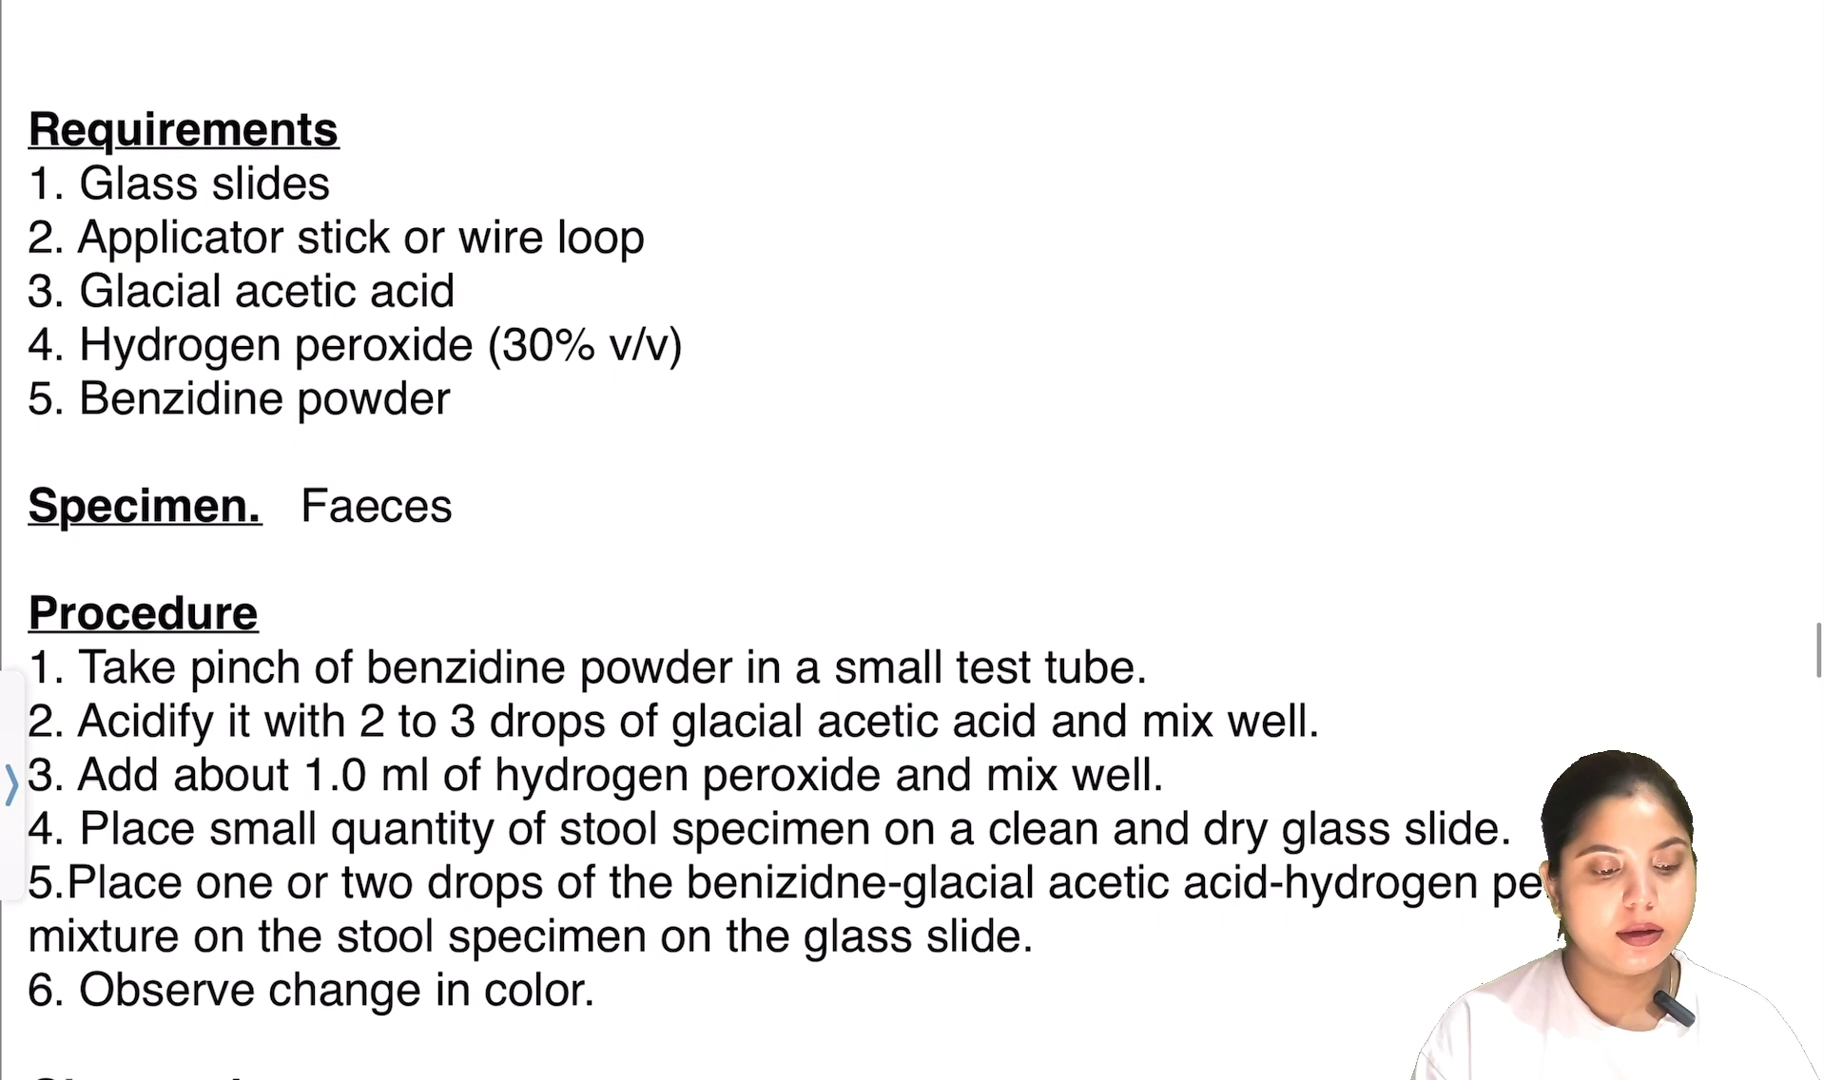 Requirements
1. Glass slides
2. Applicator stick or wire loop
3. Glacial acetic acid
4. Hydrogen peroxide (30% v/v)
5. Benzidine powder
Specimen. Faeces
Procedure
1. Take pinch of benzidine powder in a small test tube.
2. Acidify it with 2 to 3 drops of glacial acetic acid and mix well.
3. Add about 1.0 ml of hydrogen peroxide and mix well.
4. Place small quantity of stool specimen on a clean and dry glass slide.
5.Place one or two drops of the benizidne-glacial acetic acid-hydrogen
mixture on the stool specimen on the glass slide.
6. Observe change in color.